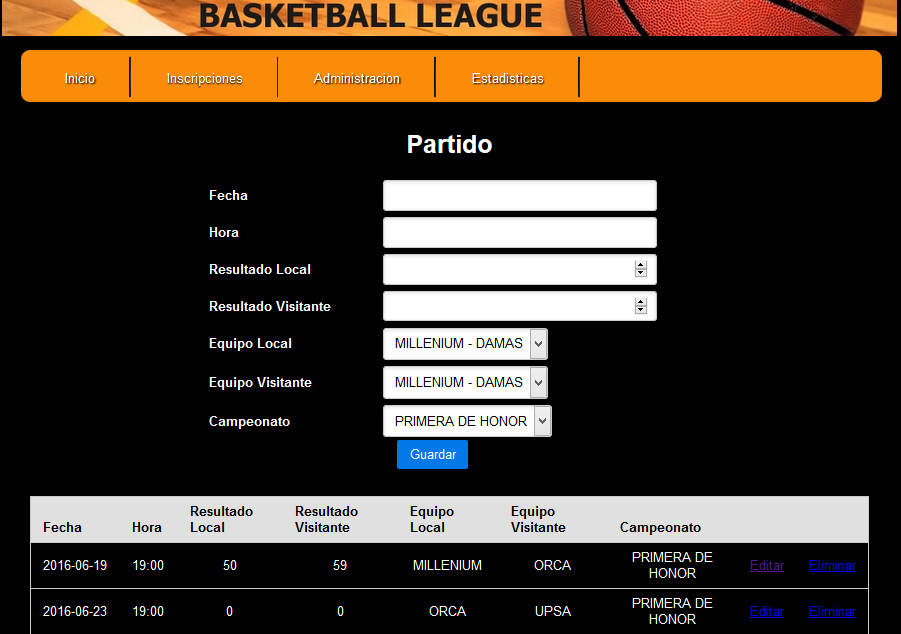 BASKETBALL LEAGUE
Inicio Inscripciones Administracion Estadisticas
Partido
Fecha
Hora
Resultado Local
Resultado Visitante
Equipo Local MILLENIUM - DAMAS
Equipo Visitante MILLENIUM - DAMAS
Campeonato PRIMERA DE HONOR
Guardar
Fecha Hora Resultado Local Resultado Visitante Equipo Local Equipo Visitante Campeonato
2016-06-19 19:00 50 59 MILLENIUM ORCA PRIMERA DE HONOR Editar Eliminar
2016-06-23 19:00 0 0 ORCA UPSA PRIMERA DE HONOR Editar Eliminar